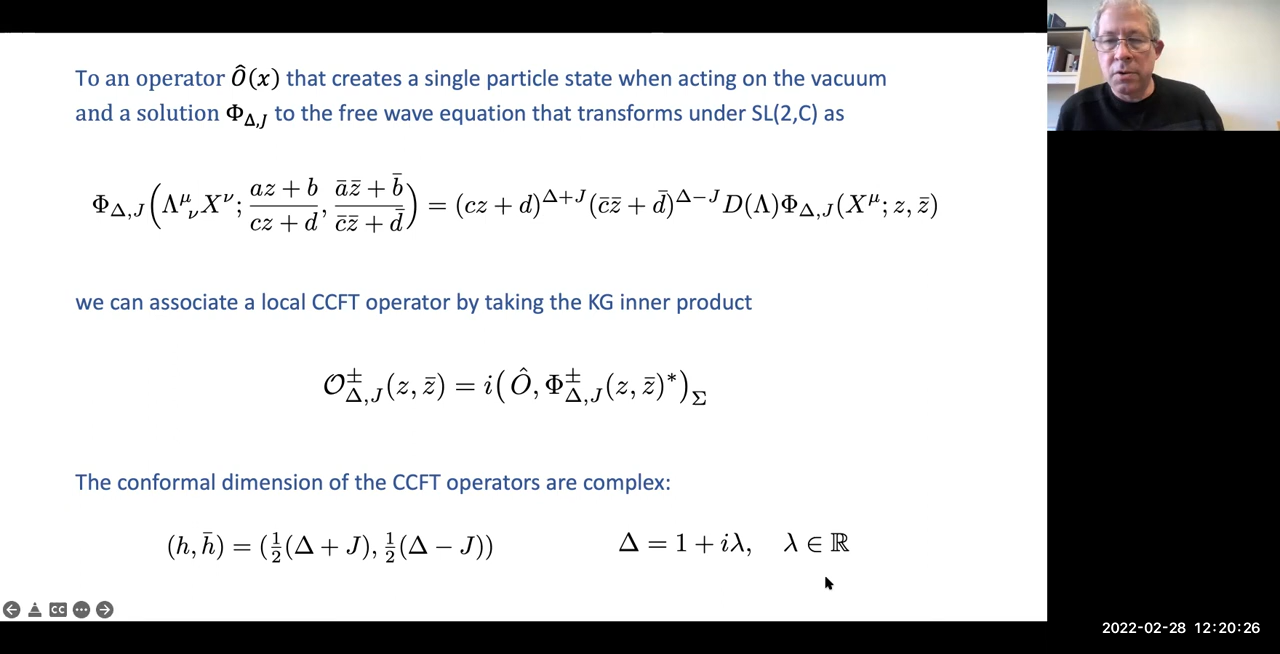 To an operator Ô(x) that creates a single particle state when acting on the vacuum
and a solution Φ_{Δ,J} to the free wave equation that transforms under SL(2,C) as
Φ_{Δ,J}(Λ^μ_ν X^ν; (az + b)/(cz + d), (āz̄ + b̄)/(c̄z̄ + d̄)) = (cz + d)^{Δ+J}(c̄z̄ + d̄)^{Δ−J} D(Λ)Φ_{Δ,J}(X^μ; z, z̄)
we can associate a local CCFT operator by taking the KG inner product
𝒪^±_{Δ,J}(z, z̄) = i(Ô, Φ^±_{Δ,J}(z, z̄)*)_Σ
The conformal dimension of the CCFT operators are complex:
(h, h̄) = (½(Δ + J), ½(Δ − J))    Δ = 1 + iλ,    λ ∈ ℝ
CC
2022-02-28 12:20:26